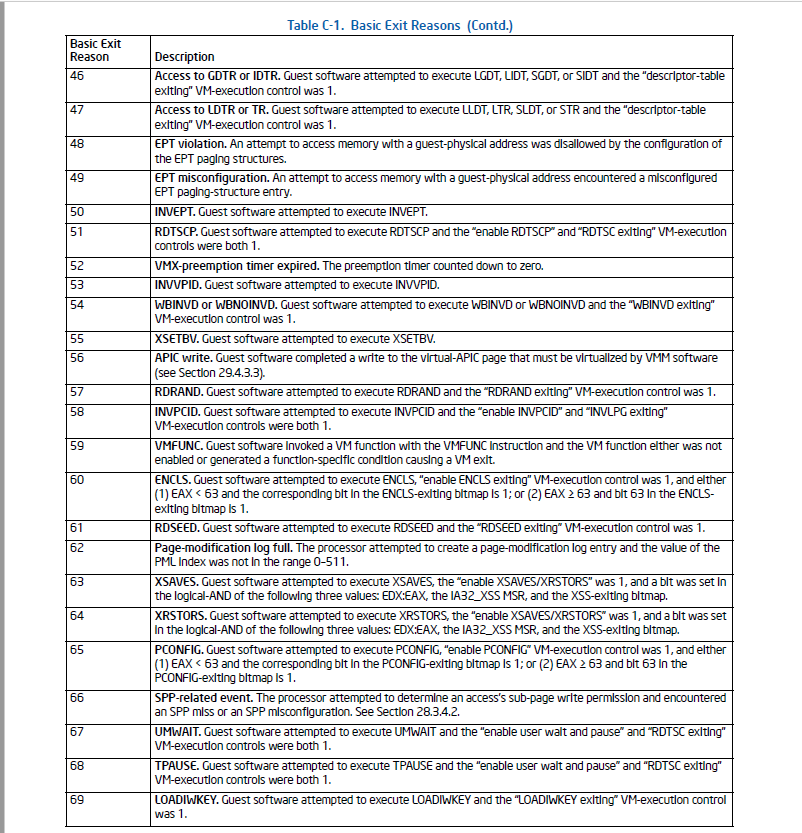 Table C-1. Basic Exit Reasons (Contd.)
Basic Exit
Reason
Description
46
Access to GDTR or IDTR. Guest software attempted to execute LGDT, LIDT, SGDT, or SIDT and the “descriptor-table
exiting” VM-execution control was 1.
47
Access to LDTR or TR. Guest software attempted to execute LLDT, LTR, SLDT, or STR and the “descriptor-table
exiting” VM-execution control was 1.
48
EPT violation. An attempt to access memory with a guest-physical address was disallowed by the configuration of
the EPT paging structures.
49
EPT misconfiguration. An attempt to access memory with a guest-physical address encountered a misconfigured
EPT paging-structure entry.
50
INVEPT. Guest software attempted to execute INVEPT.
51
RDTSCP. Guest software attempted to execute RDTSCP and the “enable RDTSCP” and “RDTSC exiting” VM-execution
controls were both 1.
52
VMX-preemption timer expired. The preemption timer counted down to zero.
53
INVVPID. Guest software attempted to execute INVVPID.
54
WBINVD or WBNOINVD. Guest software attempted to execute WBINVD or WBNOINVD and the “WBINVD exiting”
VM-execution control was 1.
55
XSETBV. Guest software attempted to execute XSETBV.
56
APIC write. Guest software completed a write to the virtual-APIC page that must be virtualized by VMM software
(see Section 29.4.3.3).
57
RDRAND. Guest software attempted to execute RDRAND and the “RDRAND exiting” VM-execution control was 1.
58
INVPCID. Guest software attempted to execute INVPCID and the “enable INVPCID” and “INVLPG exiting”
VM-execution controls were both 1.
59
VMFUNC. Guest software invoked a VM function with the VMFUNC instruction and the VM function either was not
enabled or generated a function-specific condition causing a VM exit.
60
ENCLS. Guest software attempted to execute ENCLS, “enable ENCLS exiting” VM-execution control was 1, and either
(1) EAX < 63 and the corresponding bit in the ENCLS-exiting bitmap is 1; or (2) EAX ≥ 63 and bit 63 in the ENCLS-
exiting bitmap is 1.
61
RDSEED. Guest software attempted to execute RDSEED and the “RDSEED exiting” VM-execution control was 1.
62
Page-modification log full. The processor attempted to create a page-modification log entry and the value of the
PML index was not in the range 0–511.
63
XSAVES. Guest software attempted to execute XSAVES, the “enable XSAVES/XRSTORS” was 1, and a bit was set in
the logical-AND of the following three values: EDX:EAX, the IA32_XSS MSR, and the XSS-exiting bitmap.
64
XRSTORS. Guest software attempted to execute XRSTORS, the “enable XSAVES/XRSTORS” was 1, and a bit was set
in the logical-AND of the following three values: EDX:EAX, the IA32_XSS MSR, and the XSS-exiting bitmap.
65
PCONFIG. Guest software attempted to execute PCONFIG, “enable PCONFIG” VM-execution control was 1, and either
(1) EAX < 63 and the corresponding bit in the PCONFIG-exiting bitmap is 1; or (2) EAX ≥ 63 and bit 63 in the
PCONFIG-exiting bitmap is 1.
66
SPP-related event. The processor attempted to determine an access’s sub-page write permission and encountered
an SPP miss or an SPP misconfiguration. See Section 28.3.4.2.
67
UMWAIT. Guest software attempted to execute UMWAIT and the “enable user wait and pause” and “RDTSC exiting”
VM-execution controls were both 1.
68
TPAUSE. Guest software attempted to execute TPAUSE and the “enable user wait and pause” and “RDTSC exiting”
VM-execution controls were both 1.
69
LOADIWKEY. Guest software attempted to execute LOADIWKEY and the “LOADIWKEY exiting” VM-execution control
was 1.